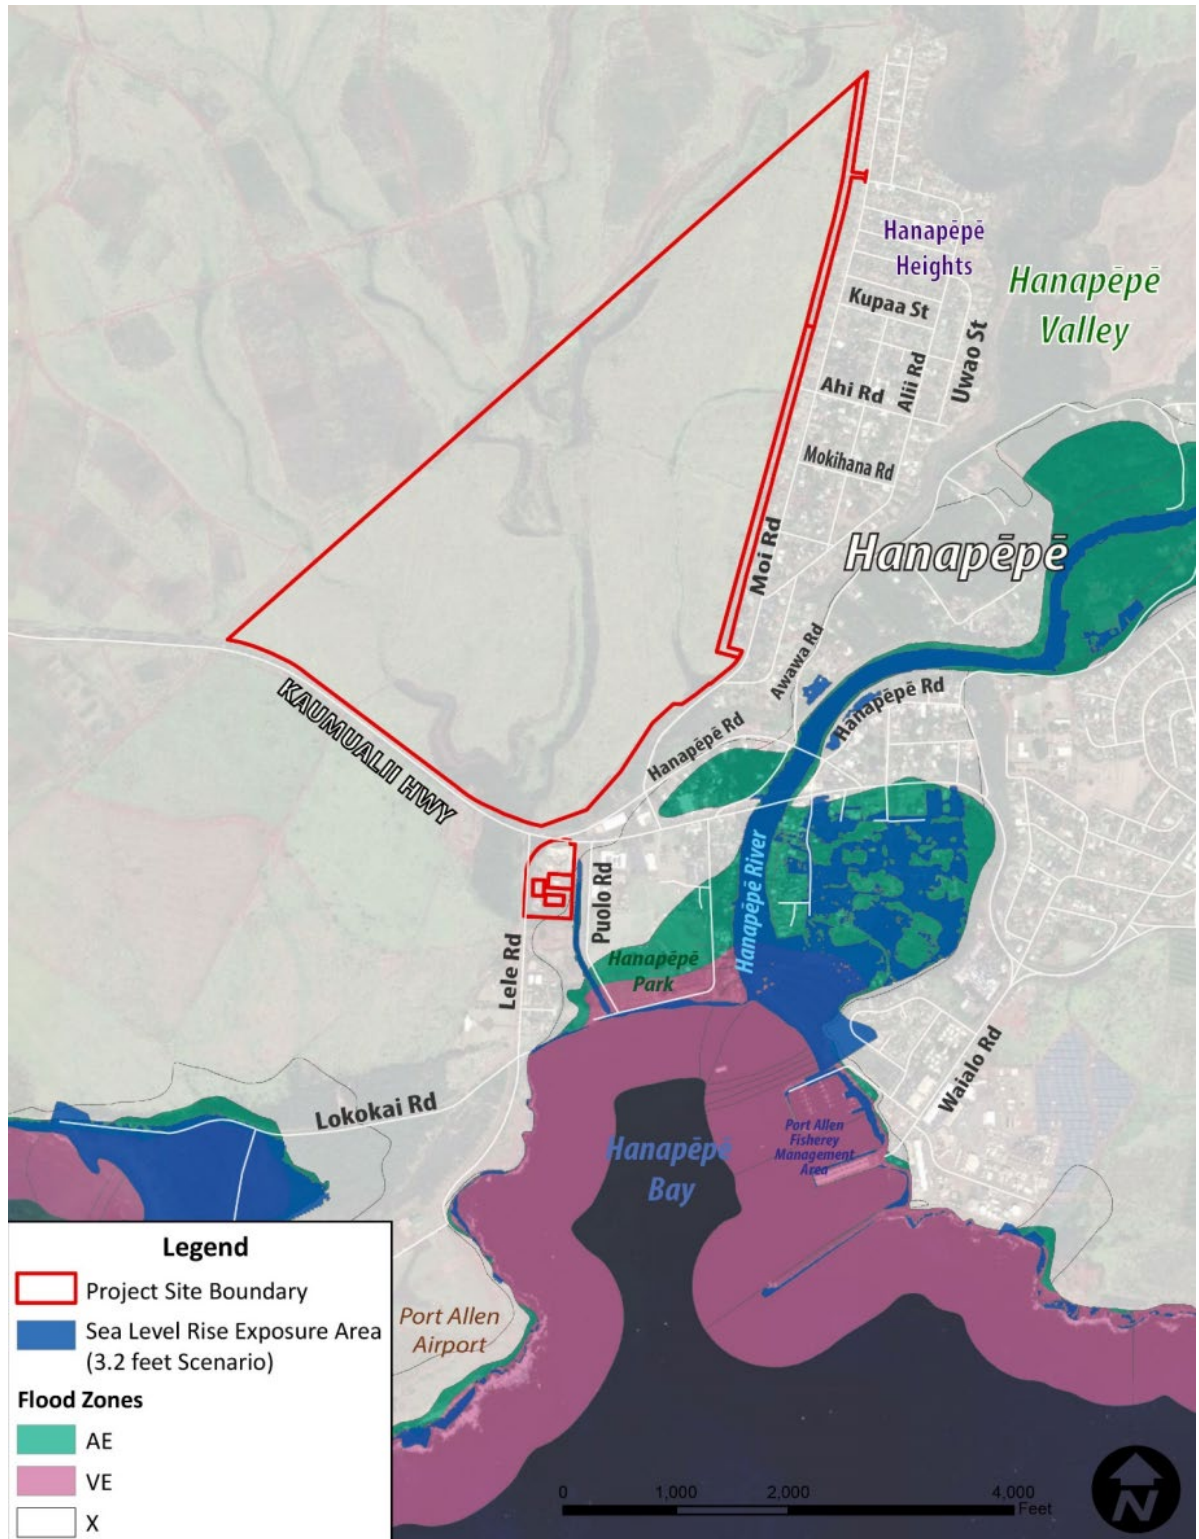 Hanapēpē
Heights
Hanapēpē
Valley
Kupaa St
Uwao St
Alii Rd
Ahi Rd
Mokihana Rd
Moi Rd
Hanapēpē
Awawa Rd
Hanapēpē Rd
Hanapēpē Rd
KAUMUALII HWY
Hanapēpē River
Puolo Rd
Lele Rd
Hanapēpē
Park
Waialo Rd
Lokokai Rd
Port Allen
Fisherey
Management
Area
Hanapēpē
Bay
Port Allen
Airport
Legend
Project Site Boundary
Sea Level Rise Exposure Area
(3.2 feet Scenario)
Flood Zones
AE
VE
X
0 1,000 2,000 4,000
Feet
N